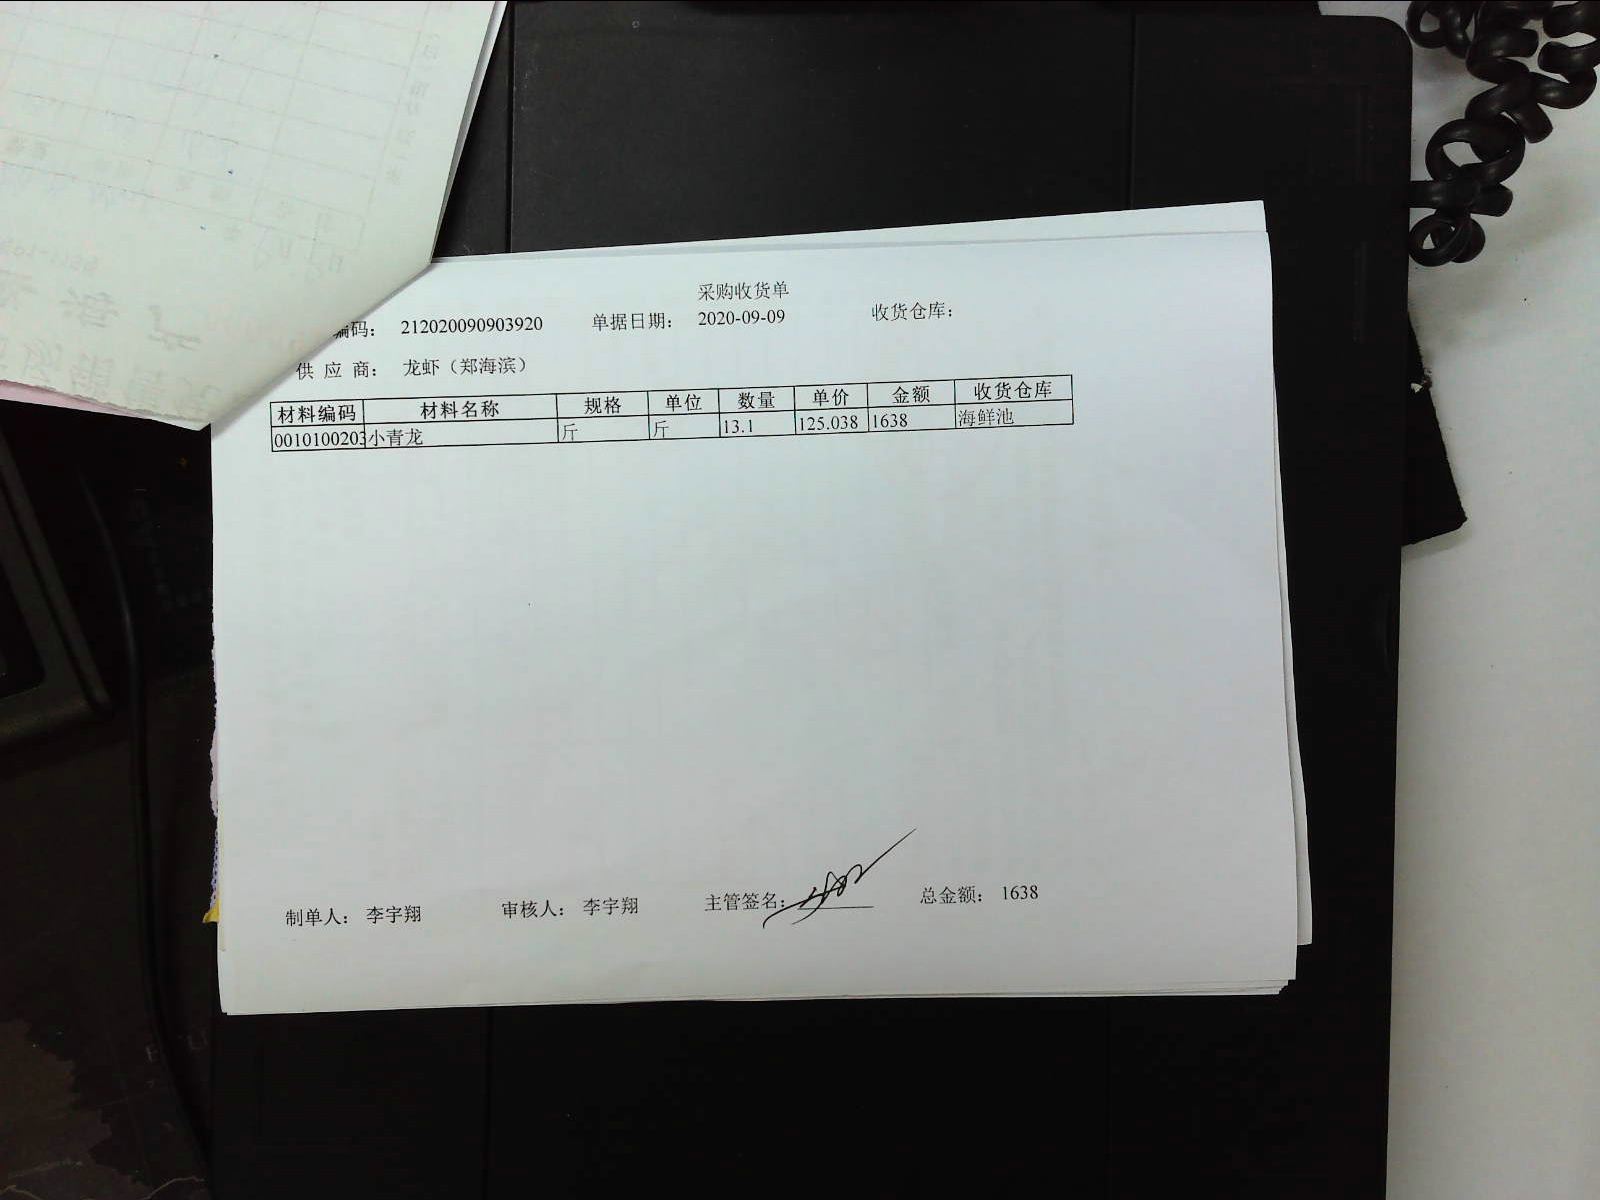 采购收货单
编码： 212020090903920 单据日期： 2020-09-09 收货仓库：
供 应 商： 龙虾（郑海滨）
材料编码 材料名称 规格 单位 数量 单价 金额 收货仓库
0010100203 小青龙 斤 斤 13.1 125.038 1638 海鲜池
制单人： 李宇翔 审核人： 李宇翔 主管签名： 总金额： 1638